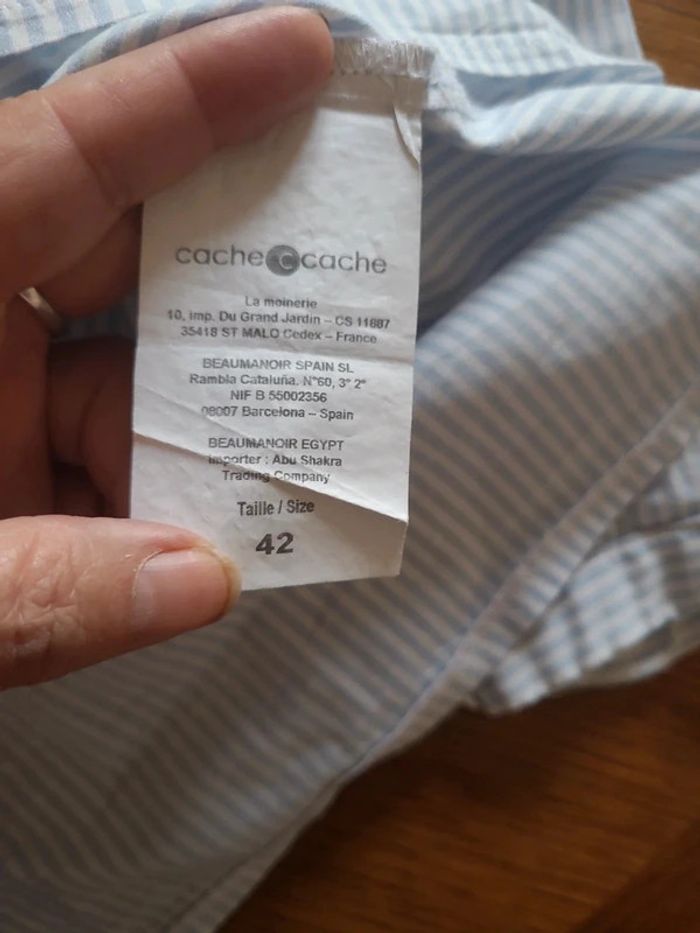 cache c cache
La moinerie
10, imp. Du Grand Jardin – CS 11887
35418 ST MALO Cedex – France
BEAUMANOIR SPAIN SL
Rambla Cataluña. N°60, 3° 2ª
NIF B 55002356
08007 Barcelona – Spain
BEAUMANOIR EGYPT
Importer : Abu Shakra
Trading Company
Taille / Size
42